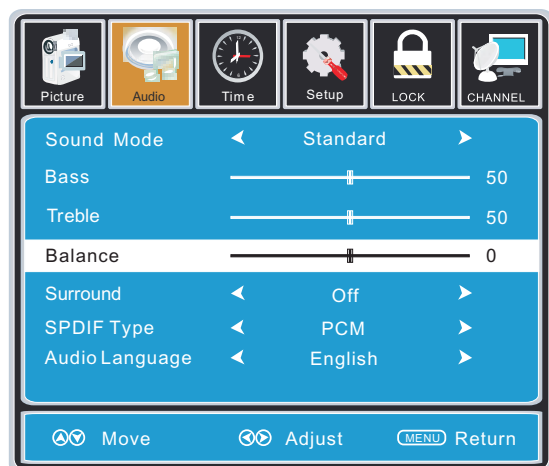 Picture Audio Time Setup LOCK CHANNEL
Sound Mode Standard
Bass 50
Treble 50
Balance 0
Surround Off
SPDIF Type PCM
Audio Language English
Move Adjust MENU Return